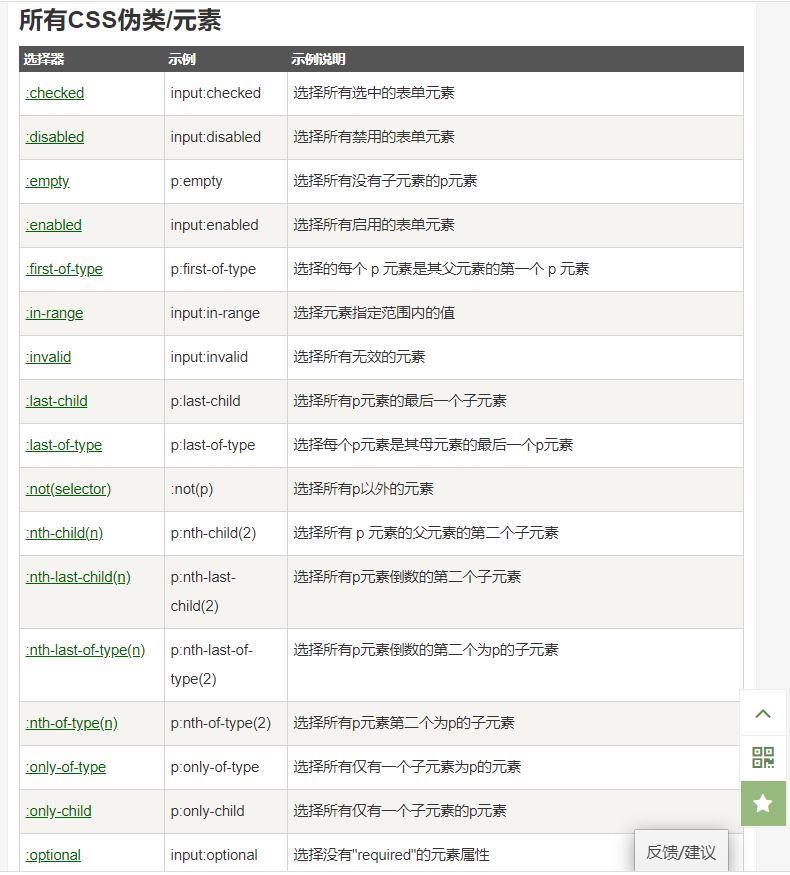 所有CSS伪类/元素
选择器 示例 示例说明
:checked input:checked 选择所有选中的表单元素
:disabled input:disabled 选择所有禁用的表单元素
:empty p:empty 选择所有没有子元素的p元素
:enabled input:enabled 选择所有启用的表单元素
:first-of-type p:first-of-type 选择的每个 p 元素是其父元素的第一个 p 元素
:in-range input:in-range 选择元素指定范围内的值
:invalid input:invalid 选择所有无效的元素
:last-child p:last-child 选择所有p元素的最后一个子元素
:last-of-type p:last-of-type 选择每个p元素是其母元素的最后一个p元素
:not(selector) :not(p) 选择所有p以外的元素
:nth-child(n) p:nth-child(2) 选择所有 p 元素的父元素的第二个子元素
:nth-last-child(n) p:nth-last- 选择所有p元素倒数的第二个子元素
child(2)
:nth-last-of-type(n) p:nth-last-of- 选择所有p元素倒数的第二个为p的子元素
type(2)
:nth-of-type(n) p:nth-of-type(2) 选择所有p元素第二个为p的子元素
:only-of-type p:only-of-type 选择所有仅有一个子元素为p的元素
:only-child p:only-child 选择所有仅有一个子元素的p元素
:optional input:optional 选择没有"required"的元素属性
反馈/建议